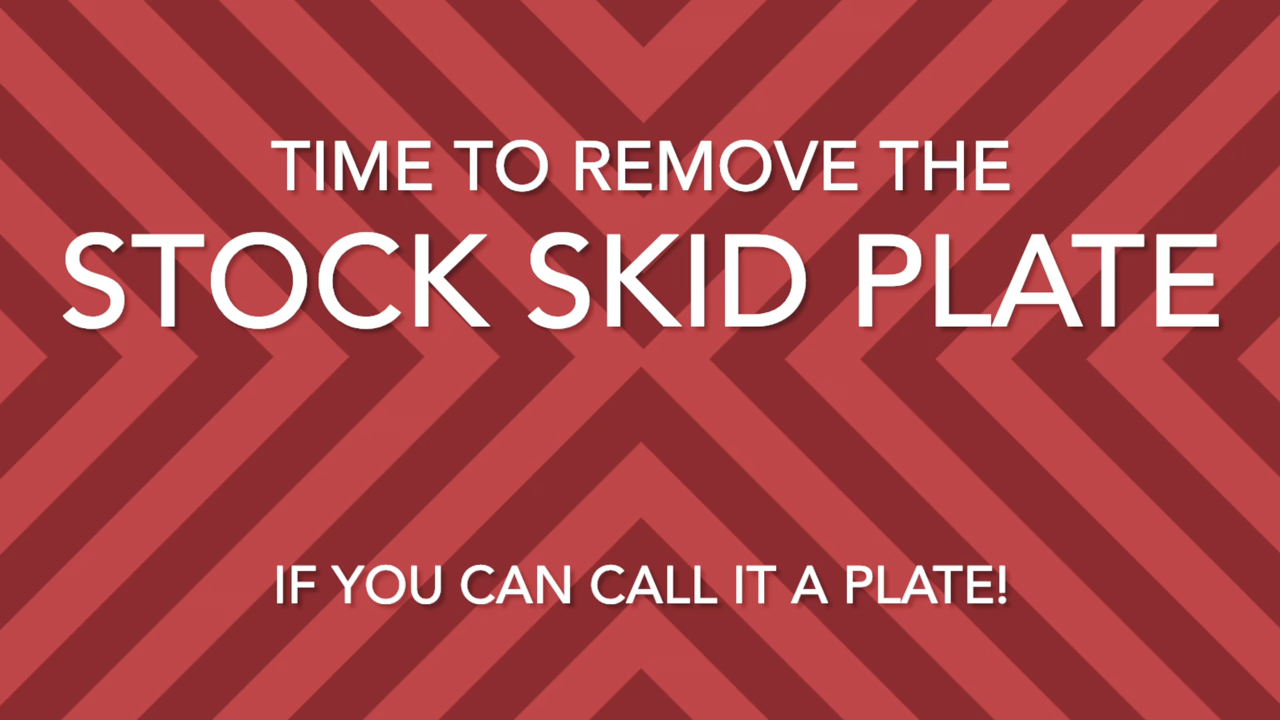 TIME TO REMOVE THE
STOCK SKID PLATE
IF YOU CAN CALL IT A PLATE!